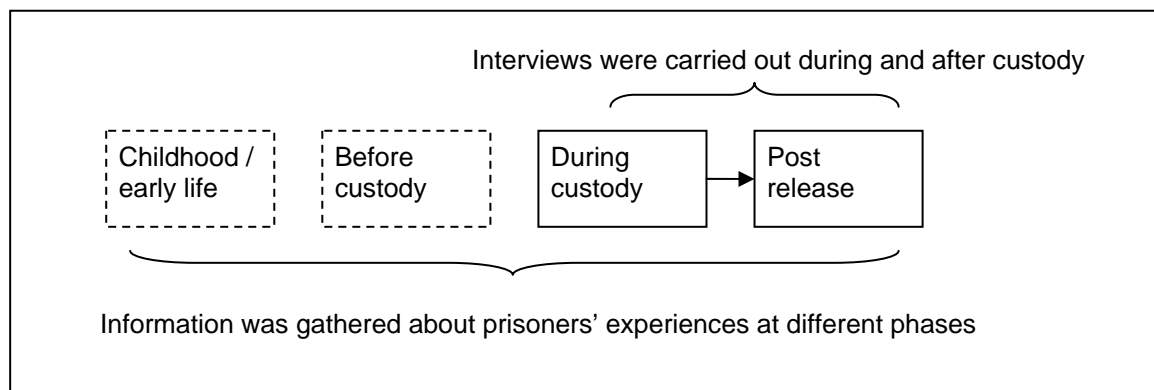 Interviews were carried out during and after custody
Childhood /
early life
Before
custody
During
custody
Post
release
Information was gathered about prisoners’ experiences at different phases